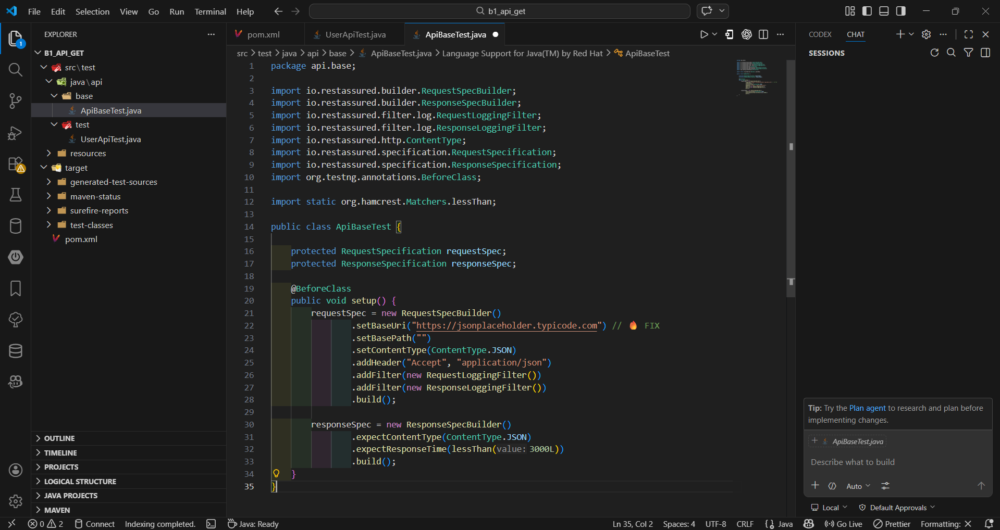 File Edit Selection View Go Run Terminal Help
b1_api_get
EXPLORER
B1_API_GET
src\test
java\api
base
ApiBaseTest.java
test
UserApiTest.java
resources
target
generated-test-sources
maven-status
surefire-reports
test-classes
pom.xml
OUTLINE
TIMELINE
PROJECTS
LOGICAL STRUCTURE
JAVA PROJECTS
MAVEN
1
pom.xml UserApiTest.java ApiBaseTest.java
src > test > java > api > base > ApiBaseTest.java > Language Support for Java(TM) by Red Hat > ApiBaseTest
1 package api.base;
2
3 import io.restassured.builder.RequestSpecBuilder;
4 import io.restassured.builder.ResponseSpecBuilder;
5 import io.restassured.filter.log.RequestLoggingFilter;
6 import io.restassured.filter.log.ResponseLoggingFilter;
7 import io.restassured.http.ContentType;
8 import io.restassured.specification.RequestSpecification;
9 import io.restassured.specification.ResponseSpecification;
10 import org.testng.annotations.BeforeClass;
11
12 import static org.hamcrest.Matchers.lessThan;
13
14 public class ApiBaseTest {
15
16 protected RequestSpecification requestSpec;
17 protected ResponseSpecification responseSpec;
18
19 @BeforeClass
20 public void setup() {
21 requestSpec = new RequestSpecBuilder()
22 .setBaseUri("https://jsonplaceholder.typicode.com") // 🔥 FIX
23 .setBasePath("")
24 .setContentType(ContentType.JSON)
25 .addHeader("Accept", "application/json")
26 .addFilter(new RequestLoggingFilter())
27 .addFilter(new ResponseLoggingFilter())
28 .build();
29
30 responseSpec = new ResponseSpecBuilder()
31 .expectContentType(ContentType.JSON)
32 .expectResponseTime(lessThan(value: 3000L))
33 .build();
34 }
35 }
CODEX CHAT
SESSIONS
Tip: Try the Plan agent to research and plan before
implementing changes.
ApiBaseTest.java
Describe what to build
Auto
Local Default Approvals
0 2 Connect Indexing completed. Java: Ready Ln 35, Col 2 Spaces: 4 UTF-8 CRLF {} Java Go Live Prettier Formatting: ×